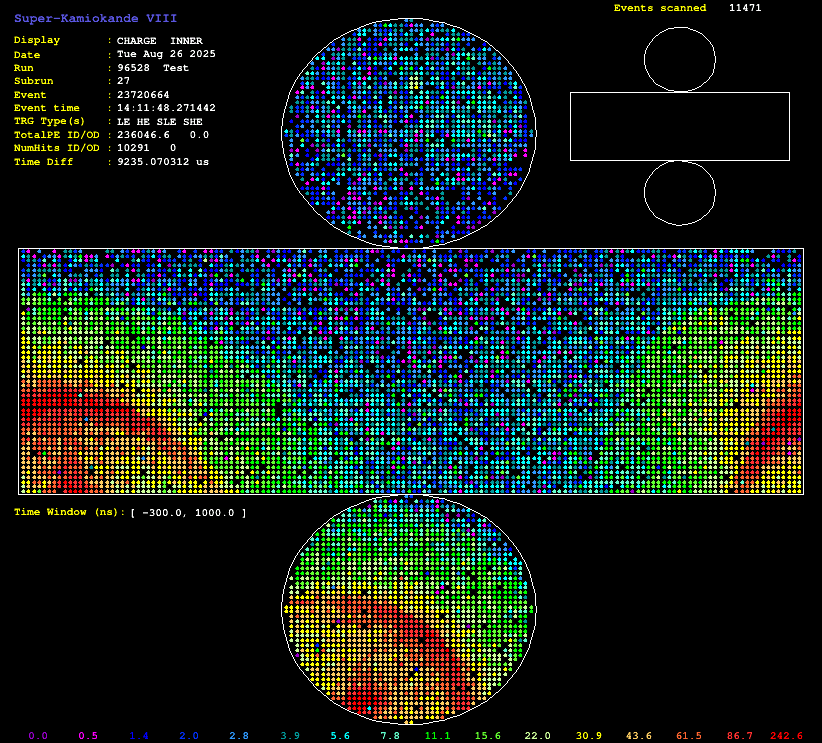 Super-Kamiokande VIII
Events scanned 11471
Display : CHARGE INNER
Date : Tue Aug 26 2025
Run : 96528 Test
Subrun : 27
Event : 23720664
Event time : 14:11:48.271442
TRG Type(s) : LE HE SLE SHE
TotalPE ID/OD : 236046.6 0.0
NumHits ID/OD : 10291 0
Time Diff : 9235.070312 us
Time Window (ns): [ -300.0, 1000.0 ]
0.0 0.5 1.4 2.0 2.8 3.9 5.6 7.8 11.1 15.6 22.0 30.9 43.6 61.5 86.7 242.6